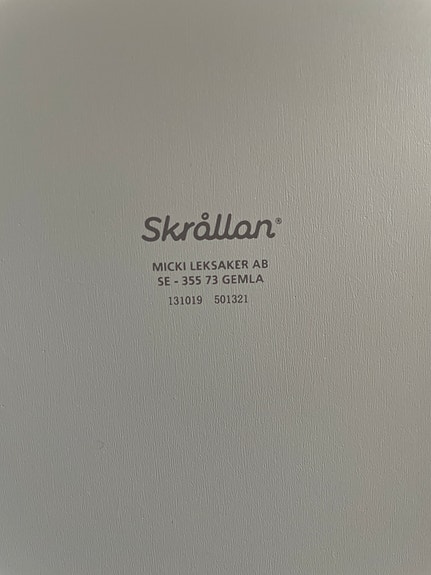 Skrållan®
MICKI LEKSAKER AB
SE - 355 73 GEMLA
131019 501321